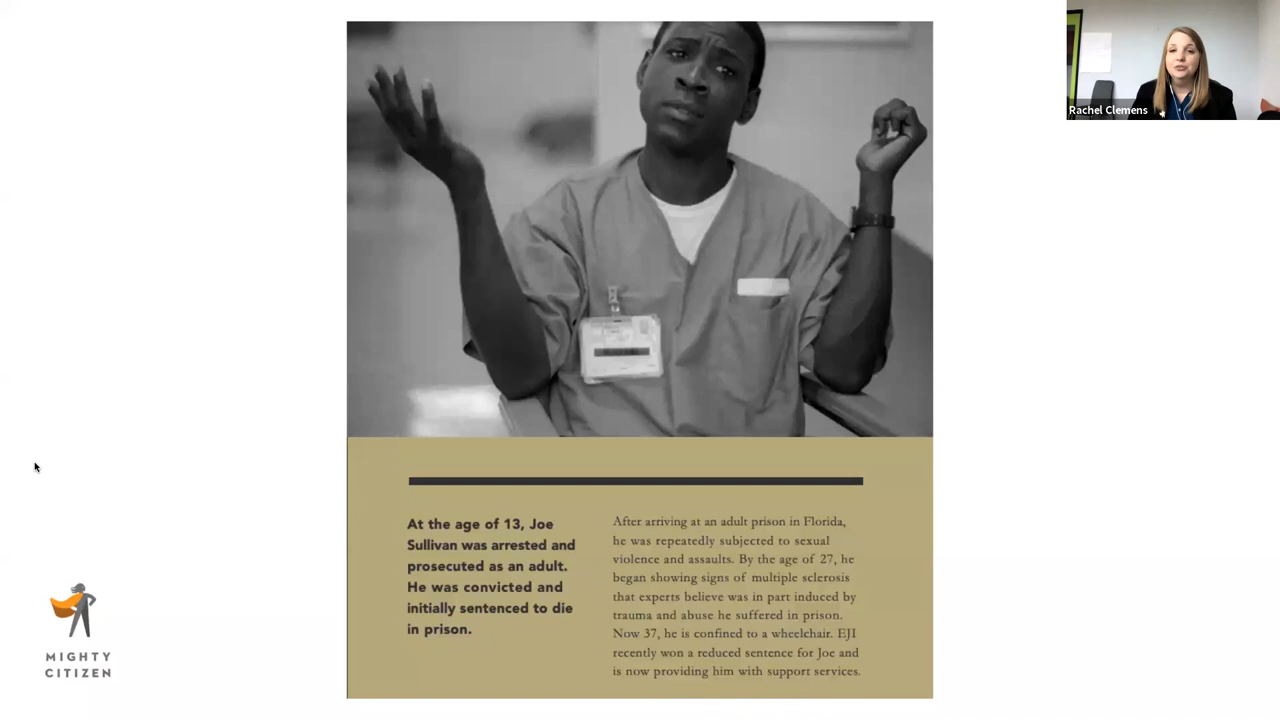 Rachel Clemens
At the age of 13, Joe
Sullivan was arrested and
prosecuted as an adult.
He was convicted and
initially sentenced to die
in prison.
After arriving at an adult prison in Florida,
he was repeatedly subjected to sexual
violence and assaults. By the age of 27, he
began showing signs of multiple sclerosis
that experts believe was in part induced by
trauma and abuse he suffered in prison.
Now 37, he is confined to a wheelchair. EJI
recently won a reduced sentence for Joe and
is now providing him with support services.
MIGHTY
CITIZEN